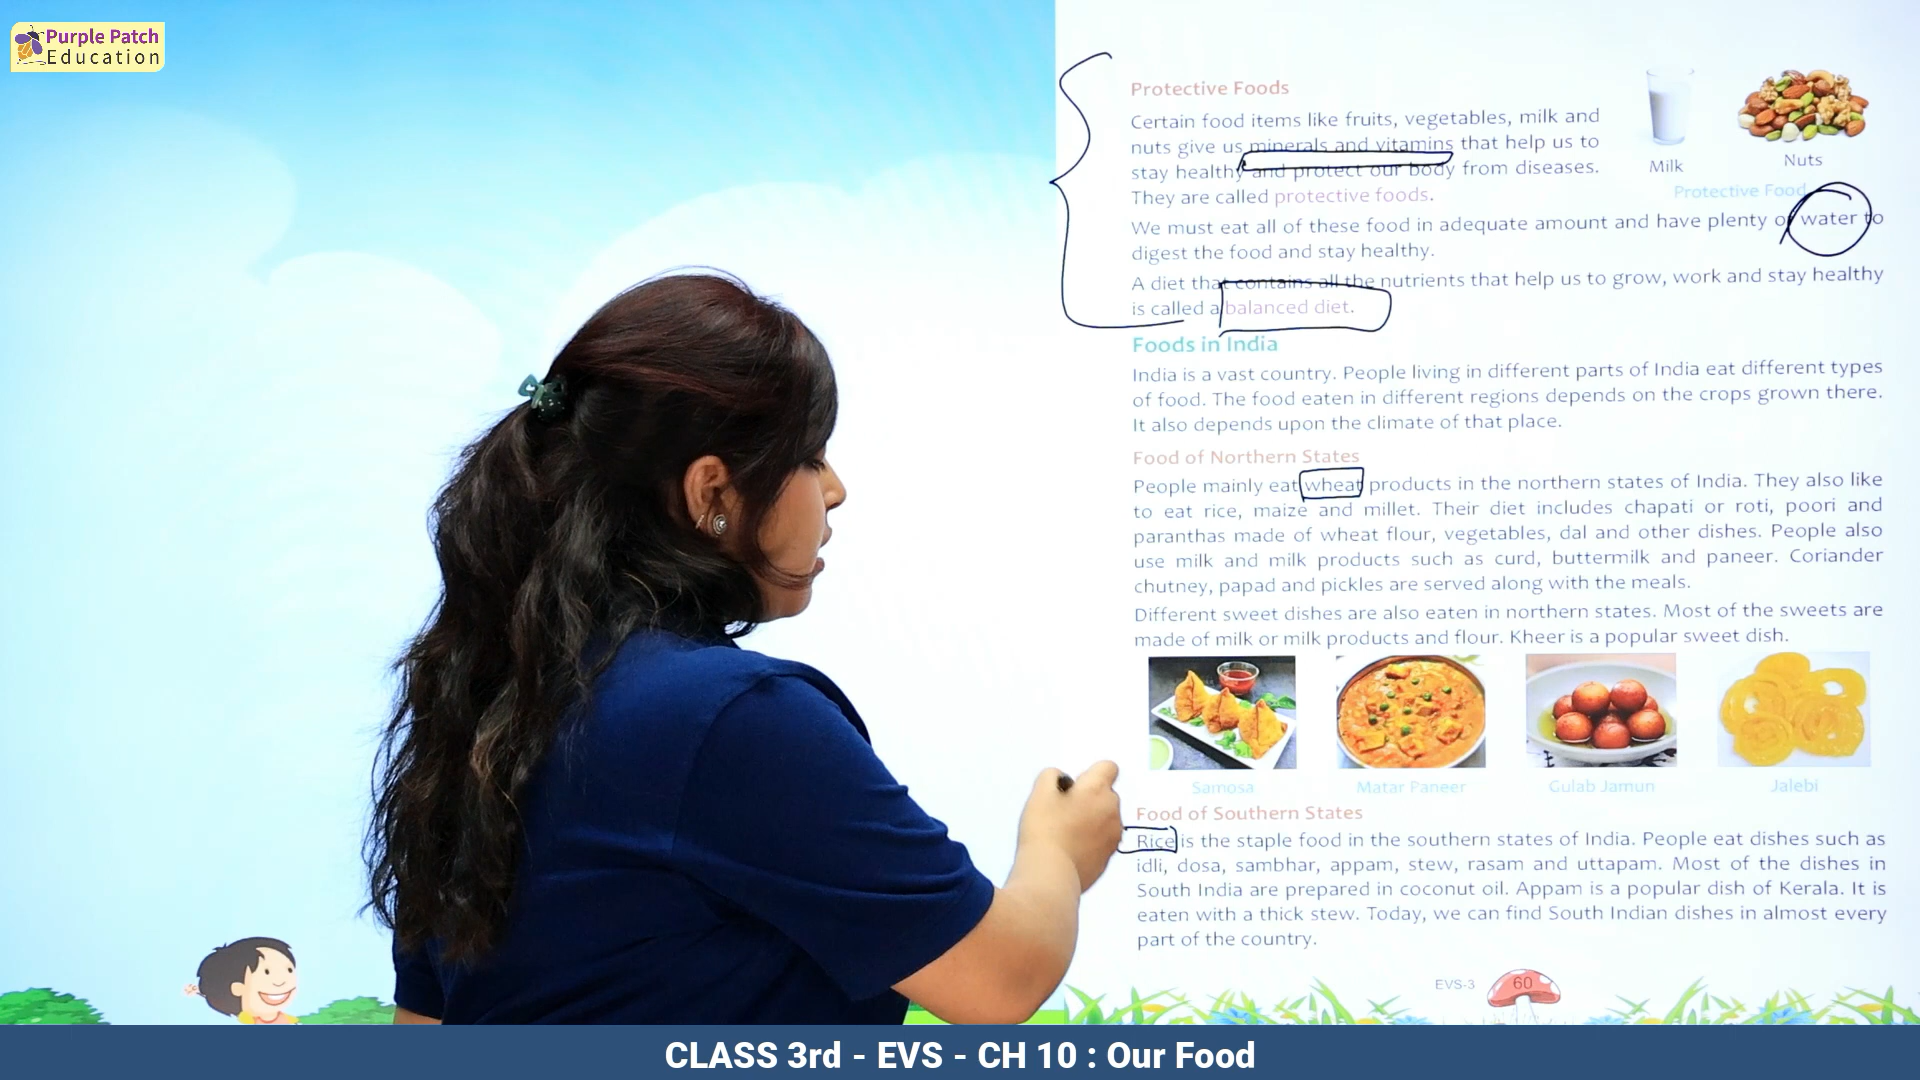 Purple Patch
Education
Protective Foods
Certain food items like fruits, vegetables, milk and
nuts give us minerals and vitamins that help us to
stay healthy and protect our body from diseases.
They are called protective foods.
Milk
Nuts
Protective Food
We must eat all of these food in adequate amount and have plenty of water to
digest the food and stay healthy.
A diet that contains all the nutrients that help us to grow, work and stay healthy
is called a balanced diet.
Foods in India
India is a vast country. People living in different parts of India eat different types
of food. The food eaten in different regions depends on the crops grown there.
It also depends upon the climate of that place.
Food of Northern States
People mainly eat wheat products in the northern states of India. They also like
to eat rice, maize and millet. Their diet includes chapati or roti, poori and
paranthas made of wheat flour, vegetables, dal and other dishes. People also
use milk and milk products such as curd, buttermilk and paneer. Coriander
chutney, papad and pickles are served along with the meals.
Different sweet dishes are also eaten in northern states. Most of the sweets are
made of milk or milk products and flour. Kheer is a popular sweet dish.
Samosa
Matar Paneer
Gulab Jamun
Jalebi
Food of Southern States
Rice is the staple food in the southern states of India. People eat dishes such as
idli, dosa, sambhar, appam, stew, rasam and uttapam. Most of the dishes in
South India are prepared in coconut oil. Appam is a popular dish of Kerala. It is
eaten with a thick stew. Today, we can find South Indian dishes in almost every
part of the country.
EVS-3
60
CLASS 3rd - EVS - CH 10 : Our Food